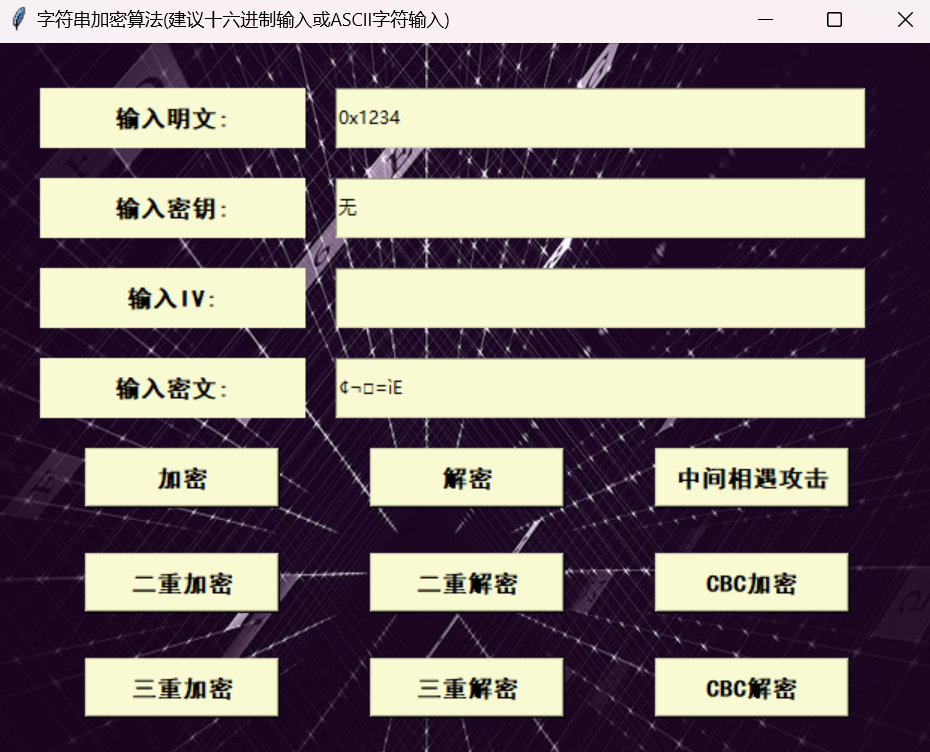 字符串加密算法(建议十六进制输入或ASCII字符输入)
输入明文: 0x1234
输入密钥: 无
输入IV:
输入密文: ¢¬□=ìE
加密 解密 中间相遇攻击
二重加密 二重解密 CBC加密
三重加密 三重解密 CBC解密